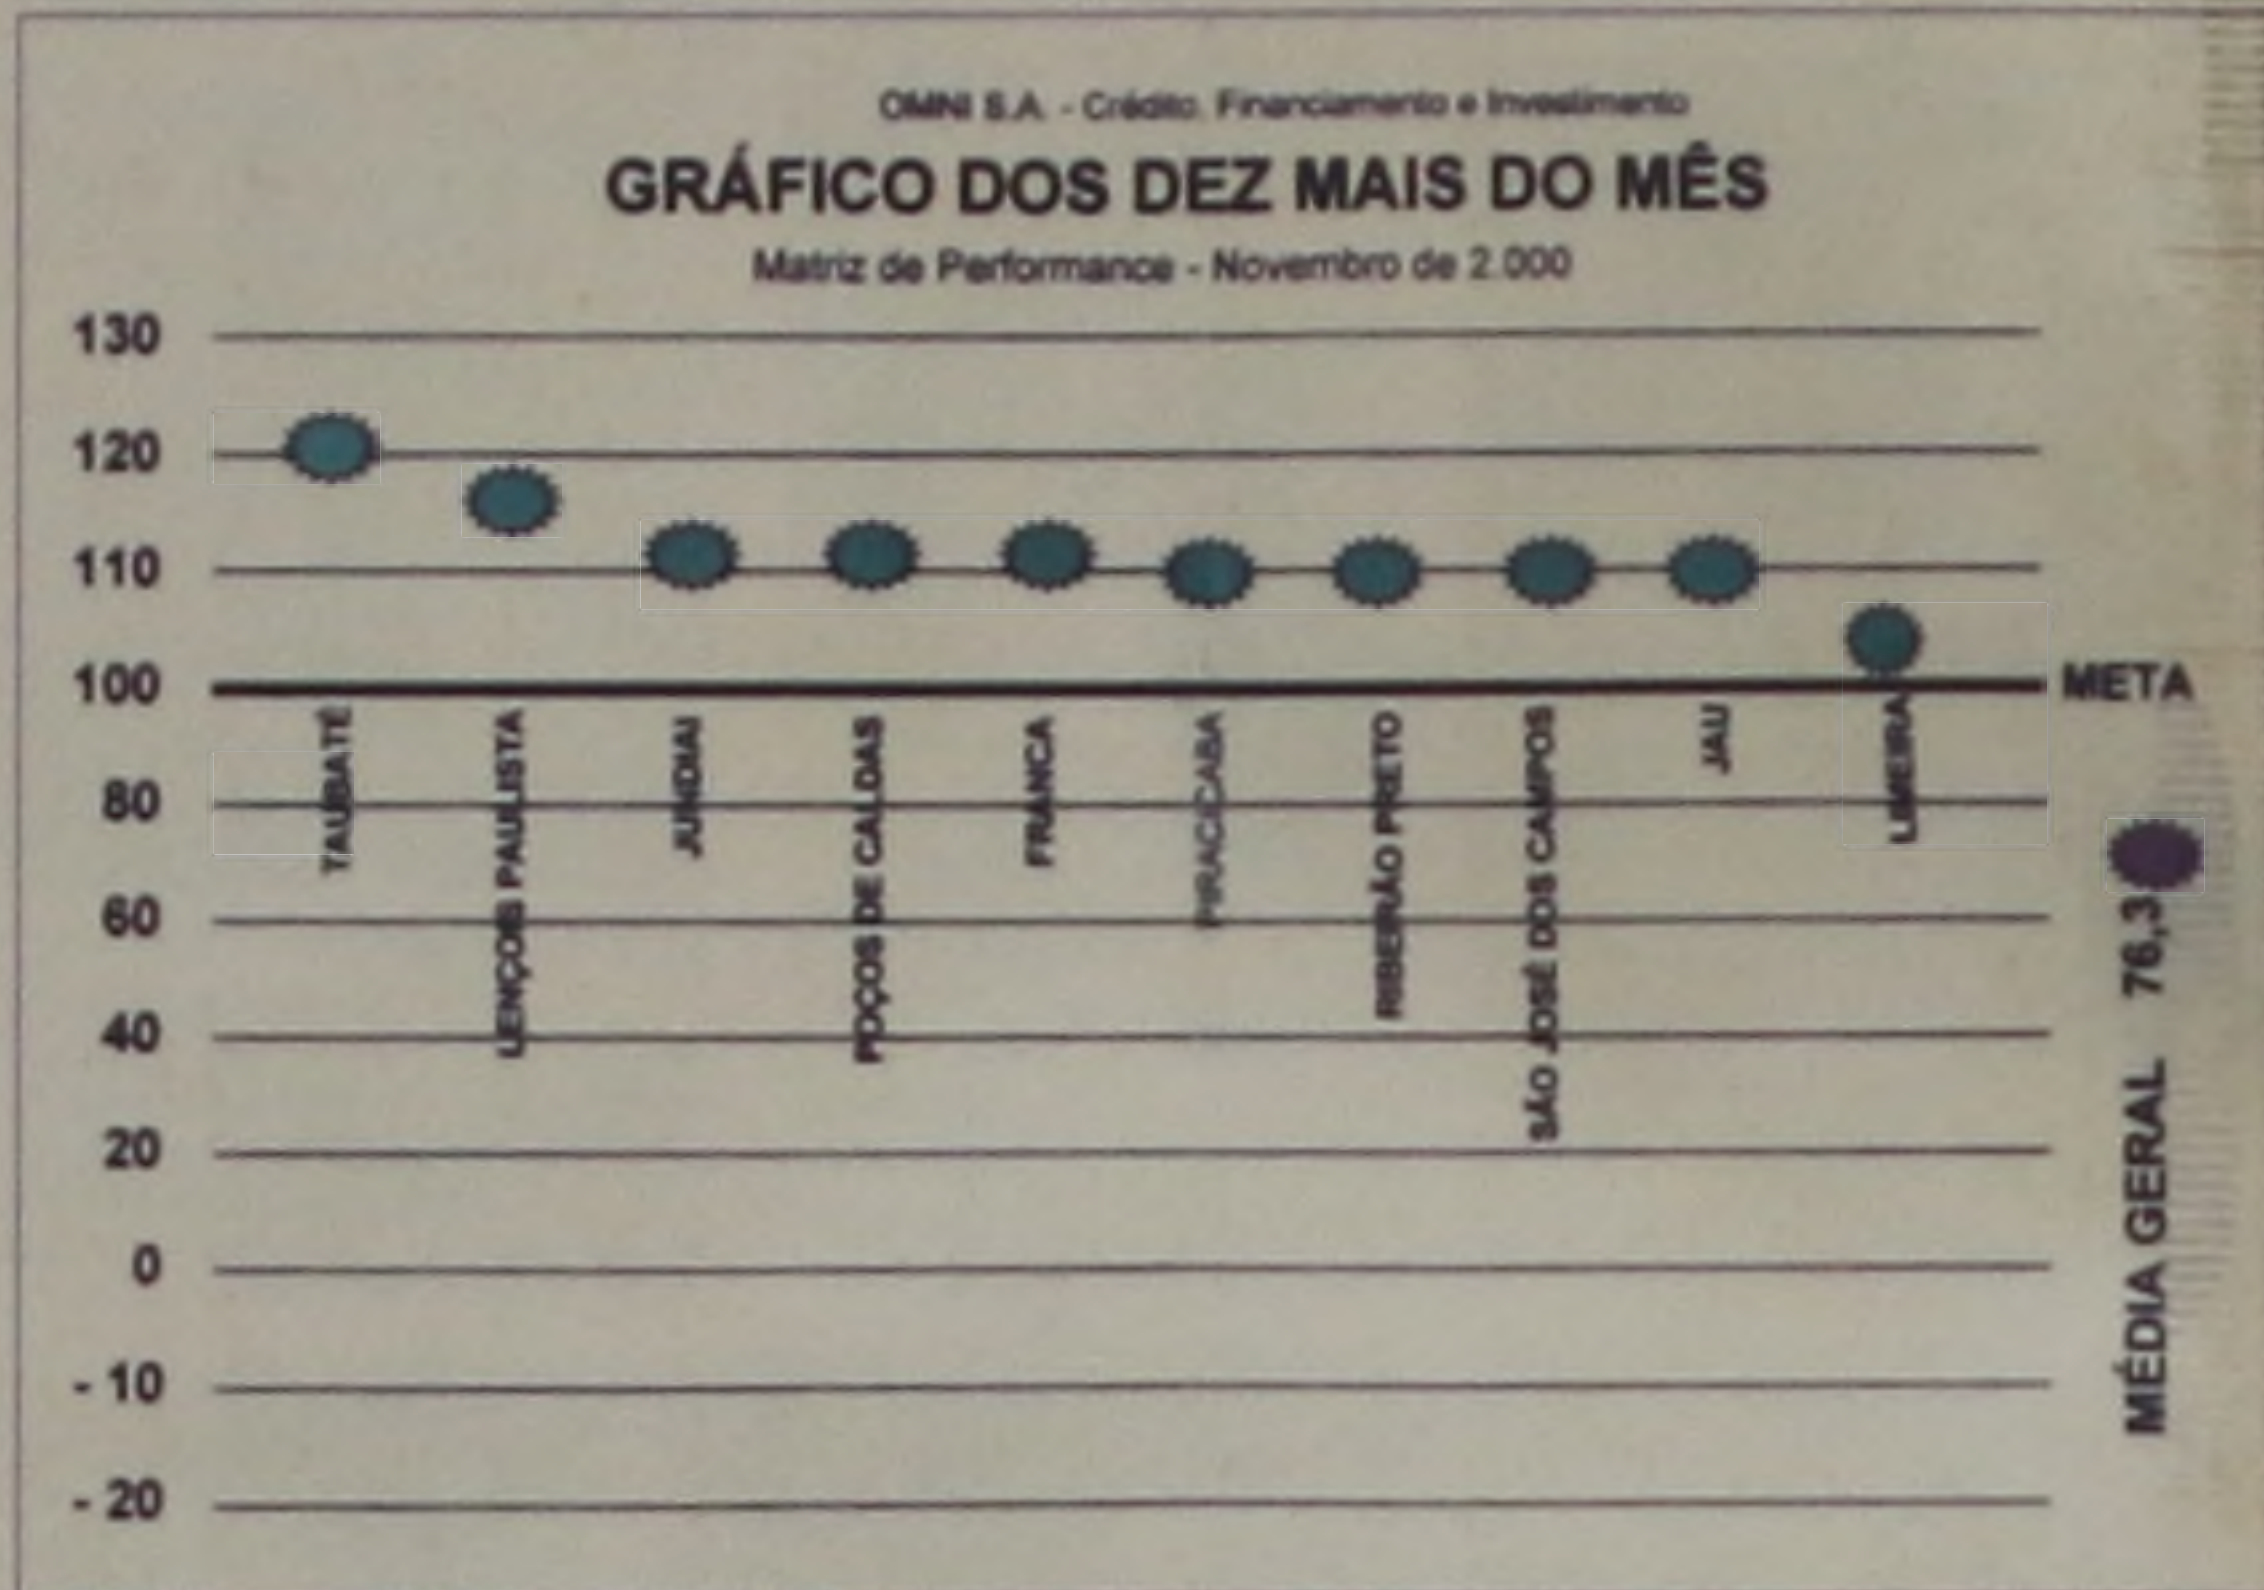 OMNI S.A. - Crédito, Financiamento e Investimento
GRÁFICO DOS DEZ MAIS DO MÊS
Matriz de Performance - Novembro de 2.000
130
120
110
100
META
80
60
40
20
0
- 10
- 20
TAUBATÉ
LENÇOIS PAULISTA
JUNDIAI
POÇOS DE CALDAS
FRANCA
PIRACICABA
RIBEIRÃO PRETO
SÃO JOSÉ DOS CAMPOS
JAU
LIMEIRA
MÉDIA GERAL 76,3